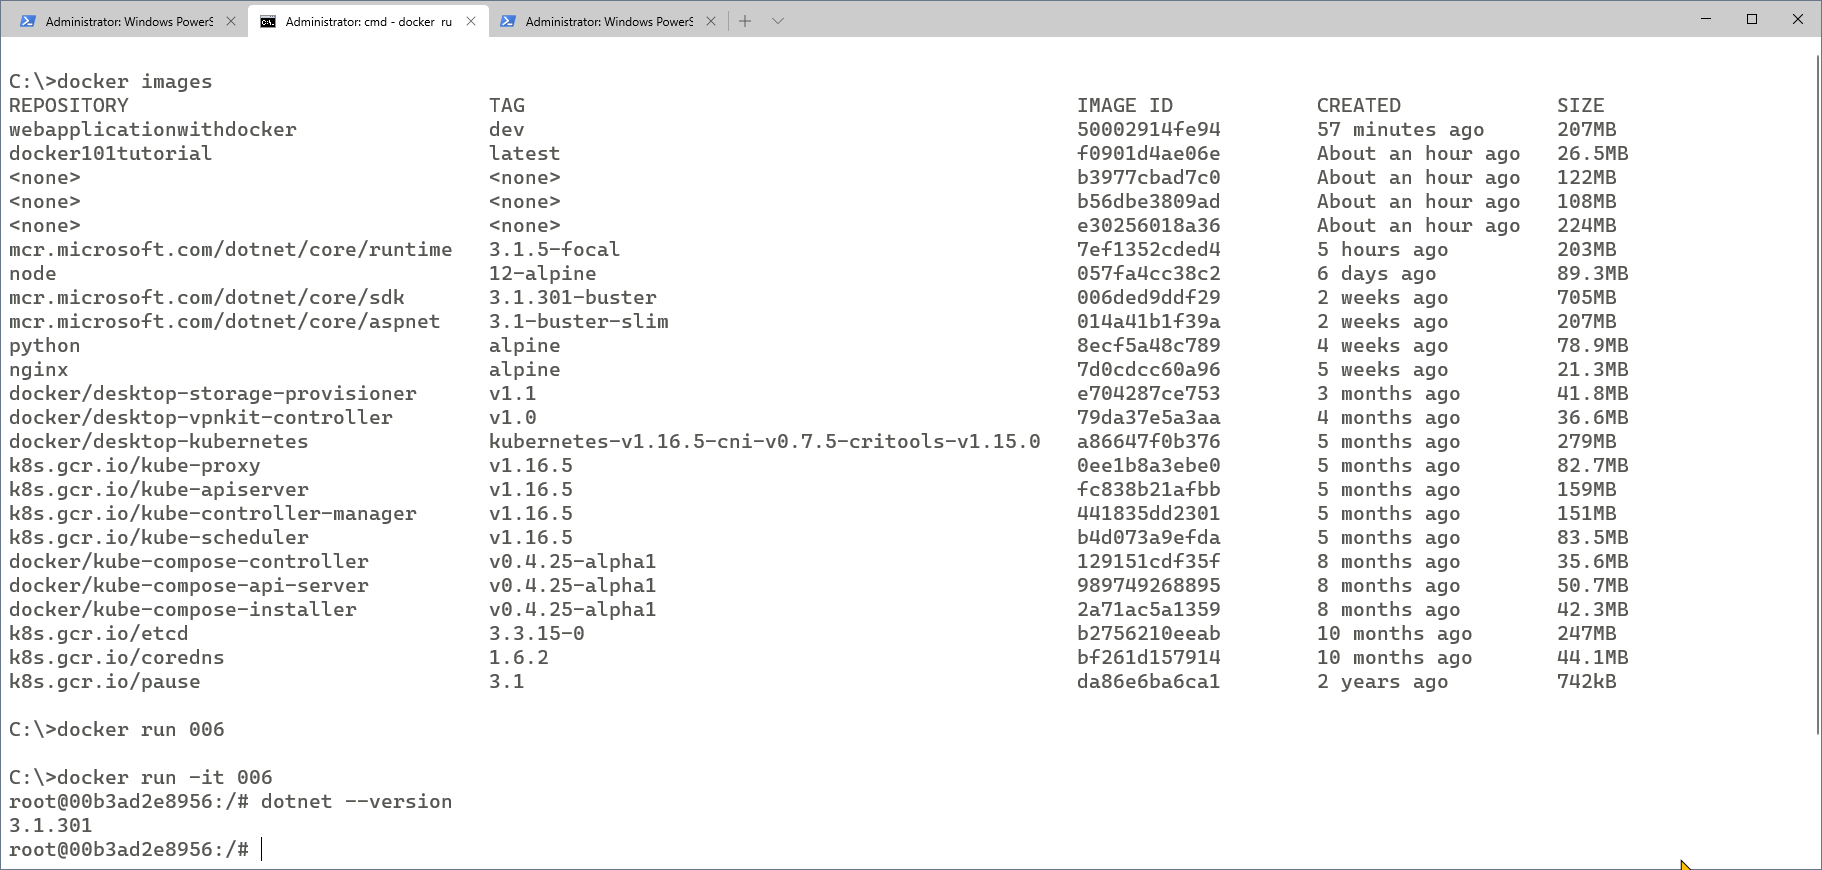 Administrator: Windows PowerS
Administrator: cmd - docker  ru
Administrator: Windows PowerS
C:\>docker images
REPOSITORY TAG IMAGE ID CREATED SIZE
webapplicationwithdocker dev 50002914fe94 57 minutes ago 207MB
docker101tutorial latest f0901d4ae06e About an hour ago 26.5MB
<none> <none> b3977cbad7c0 About an hour ago 122MB
<none> <none> b56dbe3809ad About an hour ago 108MB
<none> <none> e30256018a36 About an hour ago 224MB
mcr.microsoft.com/dotnet/core/runtime 3.1.5-focal 7ef1352cded4 5 hours ago 203MB
node 12-alpine 057fa4cc38c2 6 days ago 89.3MB
mcr.microsoft.com/dotnet/core/sdk 3.1.301-buster 006ded9ddf29 2 weeks ago 705MB
mcr.microsoft.com/dotnet/core/aspnet 3.1-buster-slim 014a41b1f39a 2 weeks ago 207MB
python alpine 8ecf5a48c789 4 weeks ago 78.9MB
nginx alpine 7d0cdcc60a96 5 weeks ago 21.3MB
docker/desktop-storage-provisioner v1.1 e704287ce753 3 months ago 41.8MB
docker/desktop-vpnkit-controller v1.0 79da37e5a3aa 4 months ago 36.6MB
docker/desktop-kubernetes kubernetes-v1.16.5-cni-v0.7.5-critools-v1.15.0 a86647f0b376 5 months ago 279MB
k8s.gcr.io/kube-proxy v1.16.5 0ee1b8a3ebe0 5 months ago 82.7MB
k8s.gcr.io/kube-apiserver v1.16.5 fc838b21afbb 5 months ago 159MB
k8s.gcr.io/kube-controller-manager v1.16.5 441835dd2301 5 months ago 151MB
k8s.gcr.io/kube-scheduler v1.16.5 b4d073a9efda 5 months ago 83.5MB
docker/kube-compose-controller v0.4.25-alpha1 129151cdf35f 8 months ago 35.6MB
docker/kube-compose-api-server v0.4.25-alpha1 989749268895 8 months ago 50.7MB
docker/kube-compose-installer v0.4.25-alpha1 2a71ac5a1359 8 months ago 42.3MB
k8s.gcr.io/etcd 3.3.15-0 b2756210eeab 10 months ago 247MB
k8s.gcr.io/coredns 1.6.2 bf261d157914 10 months ago 44.1MB
k8s.gcr.io/pause 3.1 da86e6ba6ca1 2 years ago 742kB
C:\>docker run 006
C:\>docker run -it 006
root@00b3ad2e8956:/# dotnet --version
3.1.301
root@00b3ad2e8956:/#